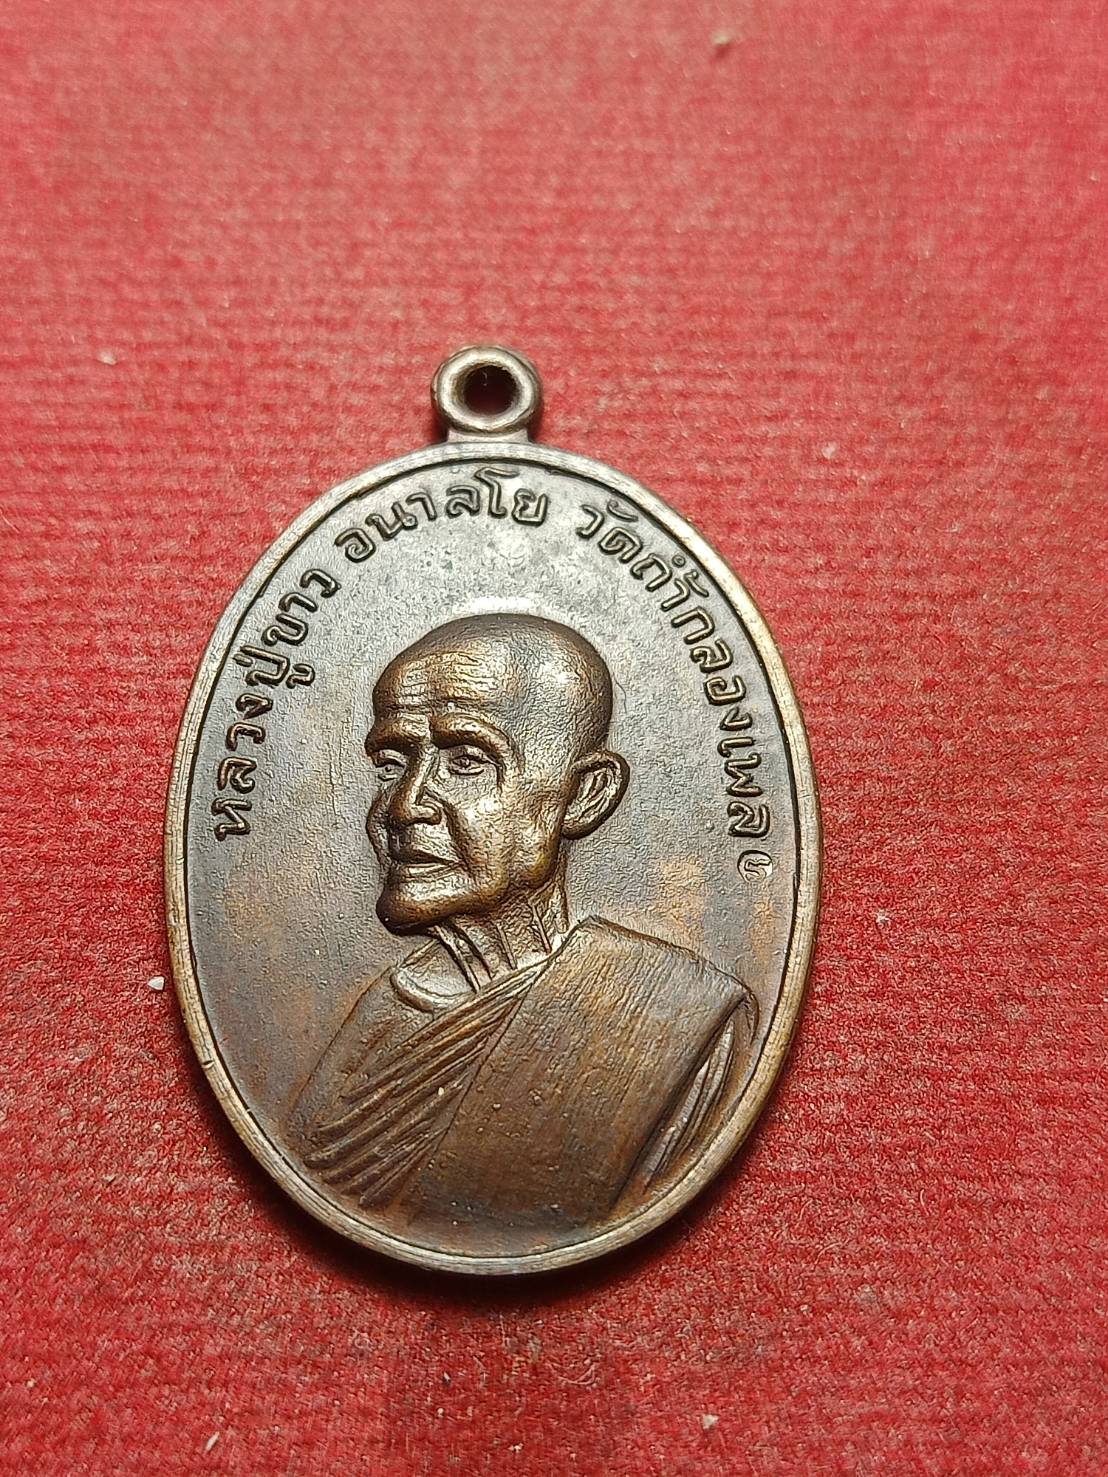 หลวงปู่ขาว อนาลโย วัดถ้ำกลองเพล